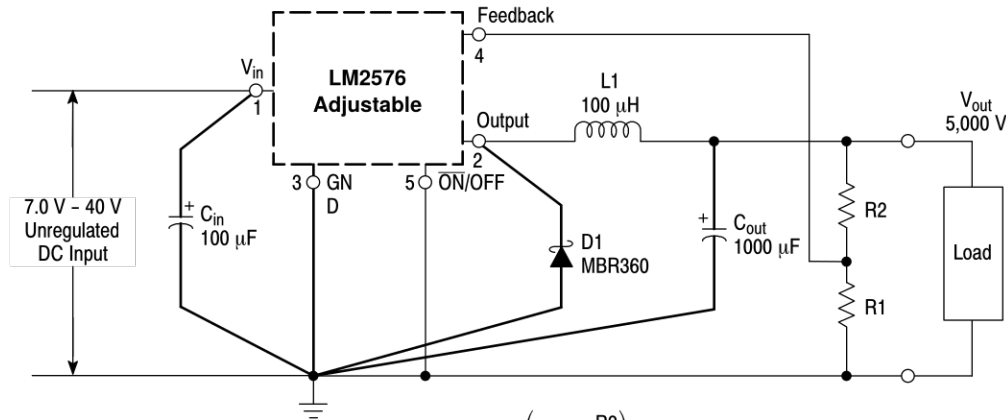 Feedback
4
V_in
1
LM2576
Adjustable
L1
100 μH
V_out
5,000 V
Output
2
3 GN
D
5 ON/OFF
7.0 V – 40 V
Unregulated
DC Input
+
C_in
100 μF
D1
MBR360
+
C_out
1000 μF
R2
Load
R1
( R2)